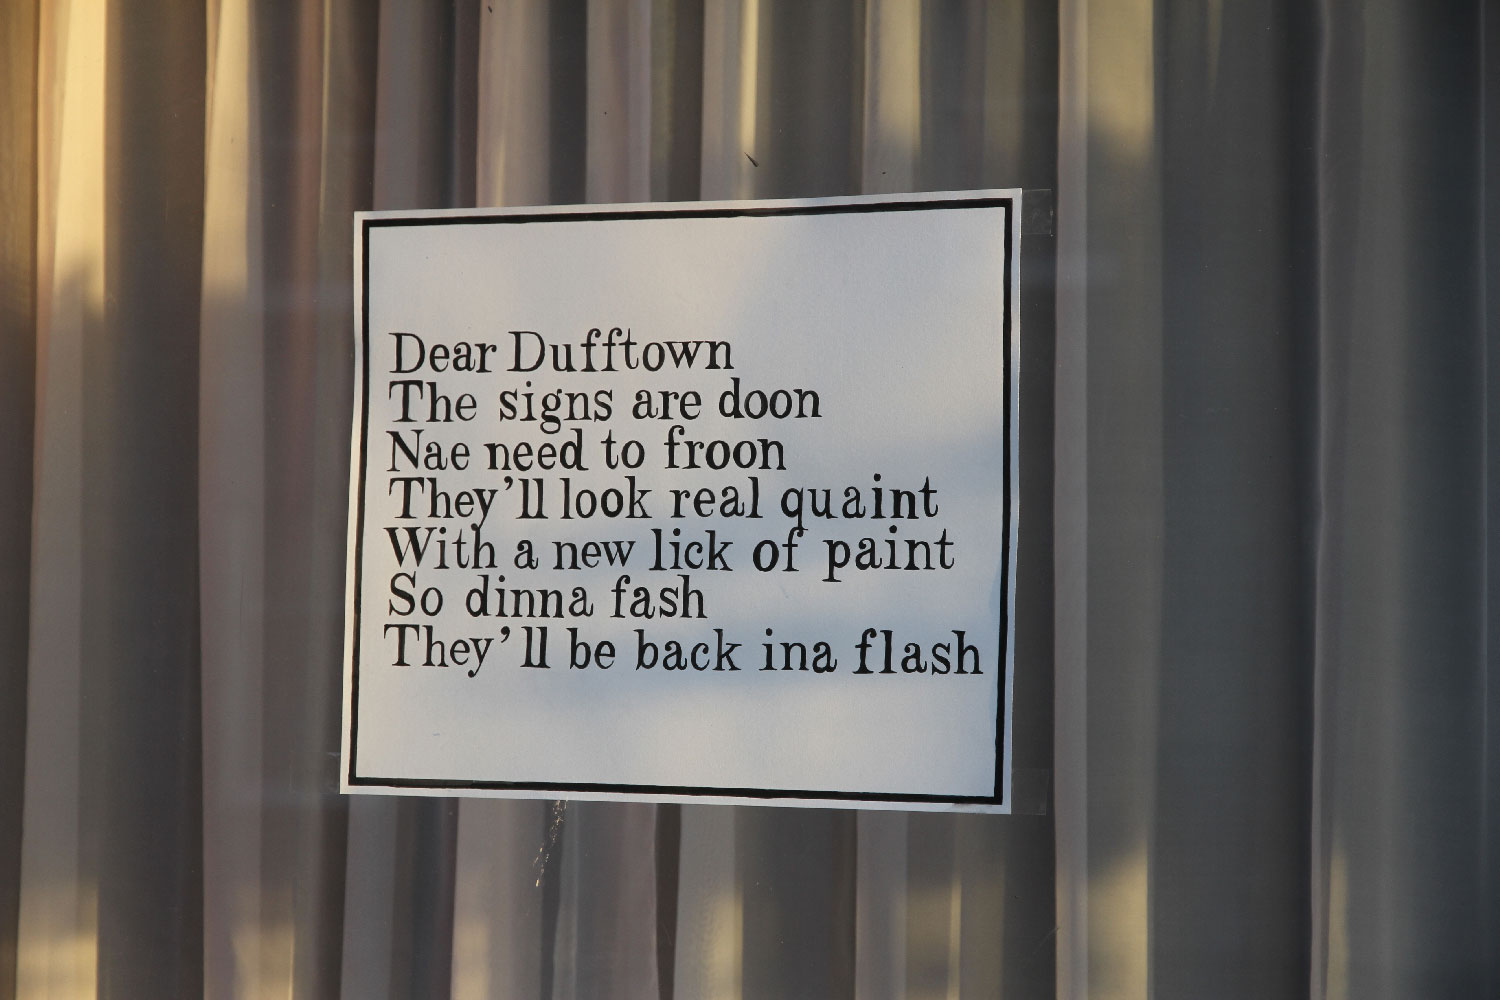 Dear Dufftown
The signs are doon
Nae need to froon
They'll look real quaint
With a new lick of paint
So dinna fash
They'll be back ina flash